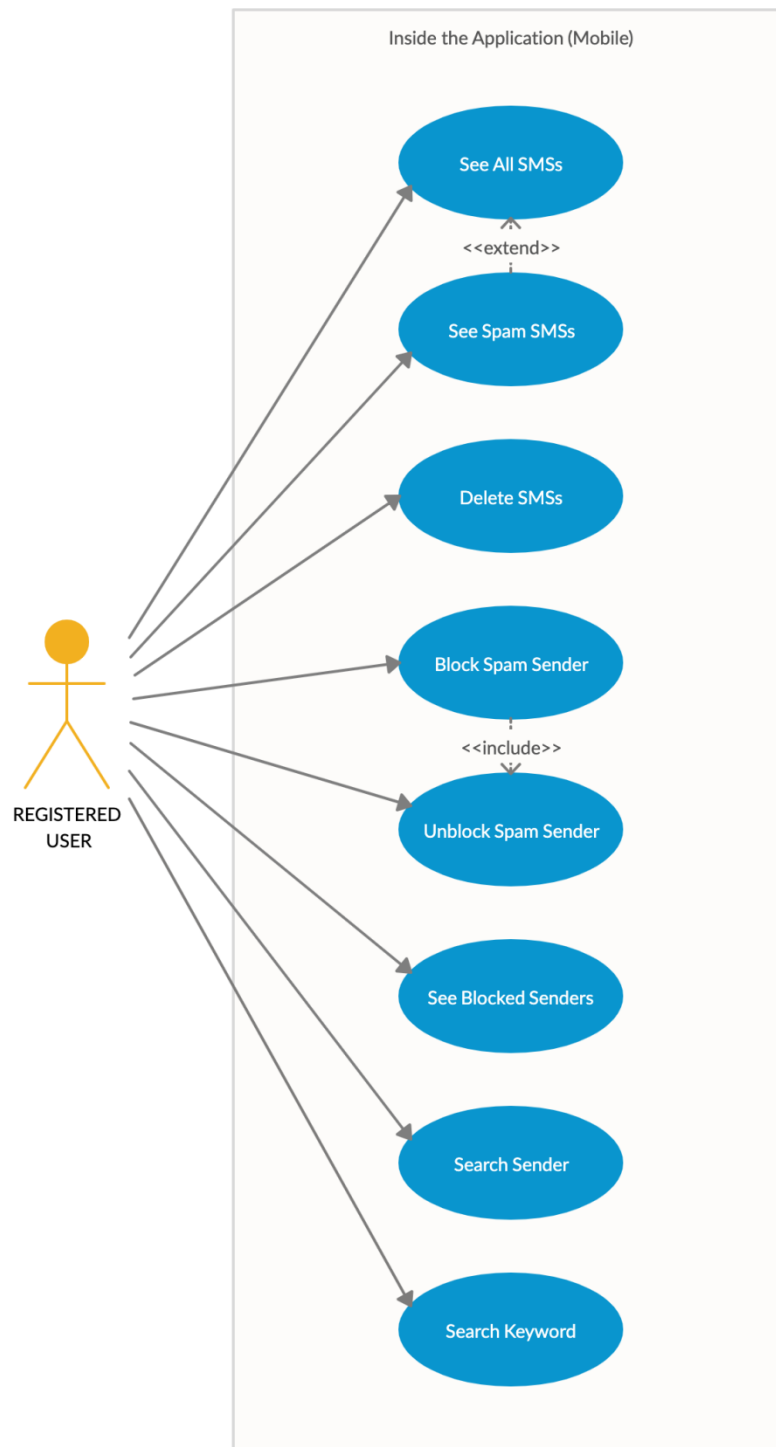 Inside the Application (Mobile)
See All SMSs
<<extend>>
See Spam SMSs
Delete SMSs
Block Spam Sender
<<include>>
Unblock Spam Sender
REGISTERED
USER
See Blocked Senders
Search Sender
Search Keyword